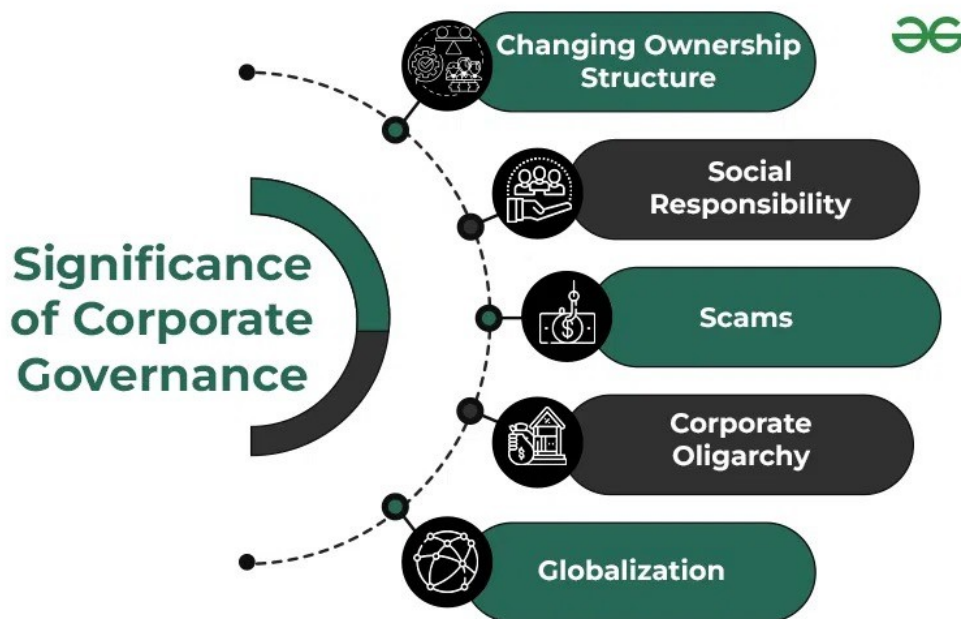 Changing Ownership
Structure
Social
Responsibility
Significance
of Corporate
Governance
Scams
Corporate
Oligarchy
Globalization